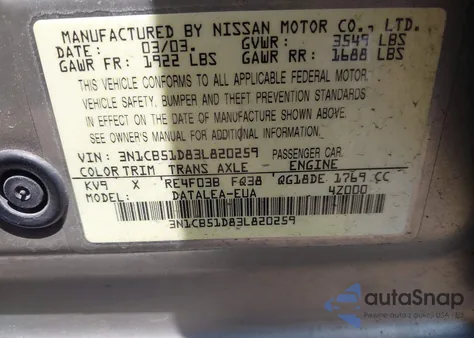 MANUFACTURED BY NISSAN MOTOR CO., LTD.
DATE: 03/03. GVWR: 3549 LBS
GAWR FR: 1922 LBS GAWR RR: 1688 LBS
THIS VEHICLE CONFORMS TO ALL APPLICABLE FEDERAL MOTOR
VEHICLE SAFETY, BUMPER AND THEFT PREVENTION STANDARDS
IN EFFECT ON THE DATE OF MANUFACTURE SHOWN ABOVE.
SEE OWNER'S MANUAL FOR ADDITIONAL INFORMATION.
VIN: 3N1CB51D83L820259 PASSENGER CAR.
COLOR TRIM TRANS AXLE ENGINE
KV9 X RE4F03B FQ38 QG18DE 1769 CC
MODEL: DATALEA-EUA 4Z000
3N1CB51D83L820259
autoSnap